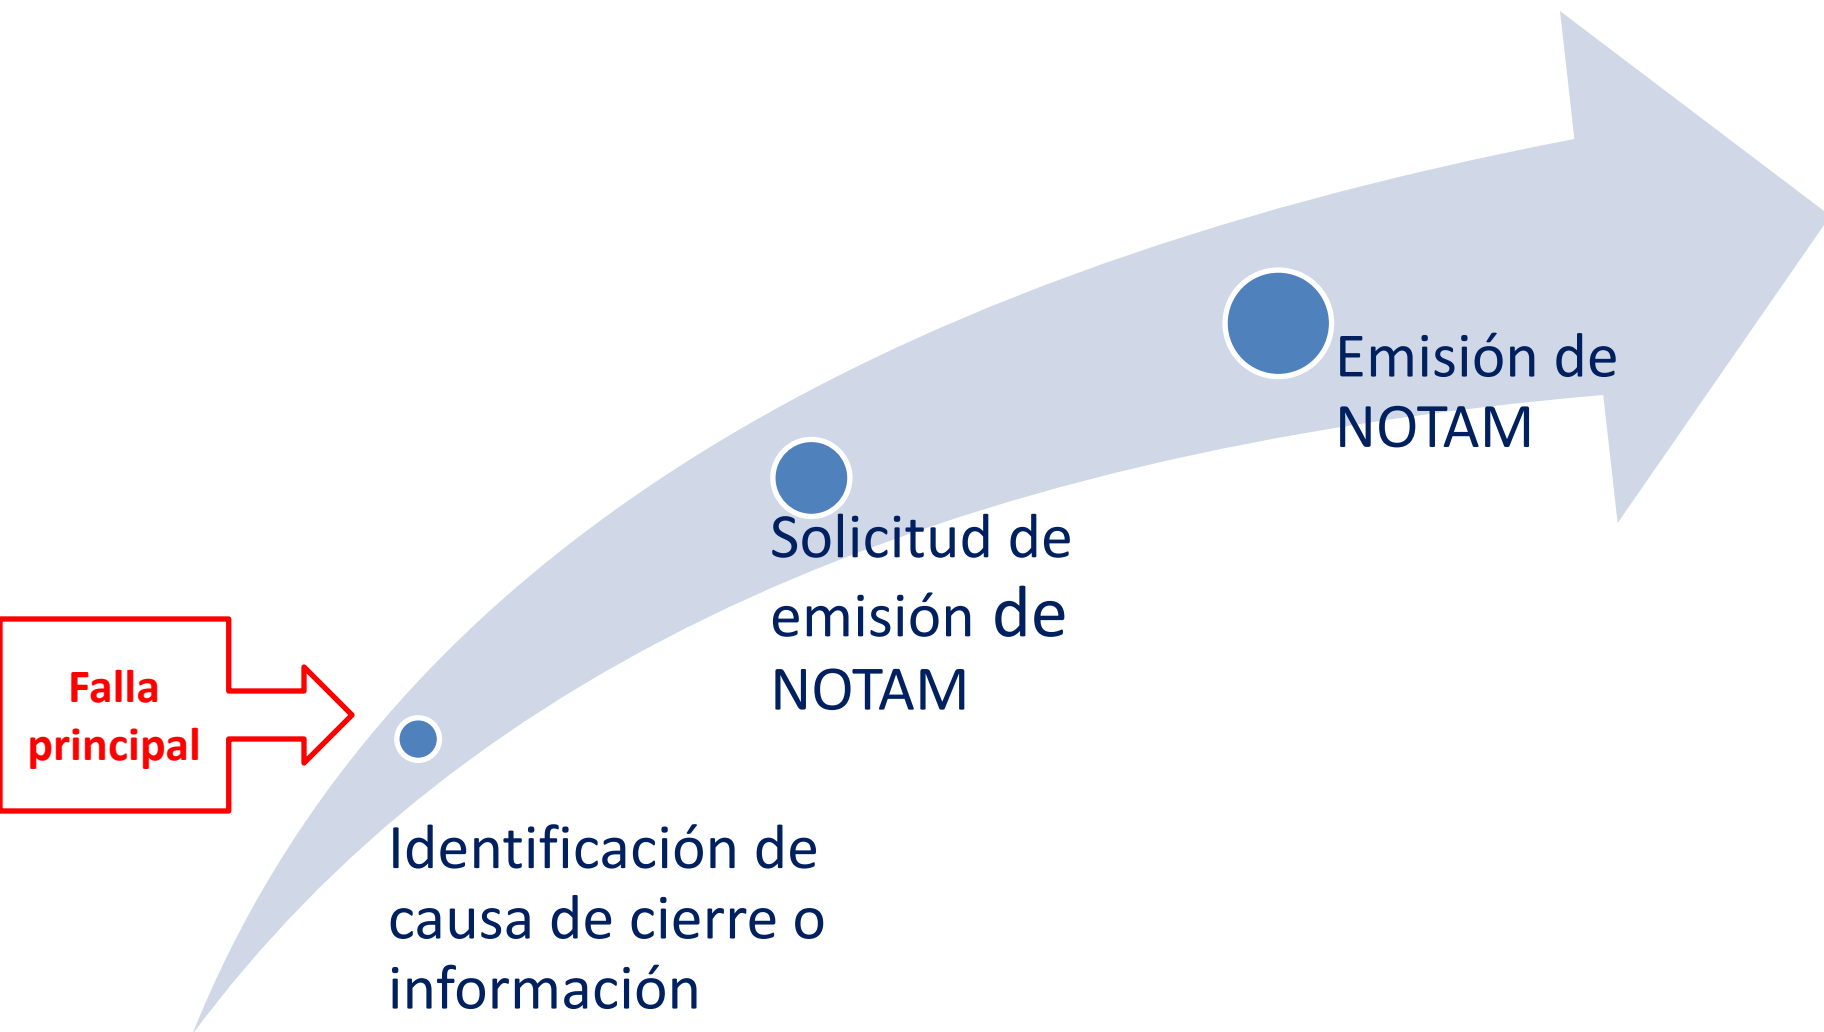 Falla
principal
Identificación de
causa de cierre o
información
Solicitud de
emisión de
NOTAM
Emisión de
NOTAM